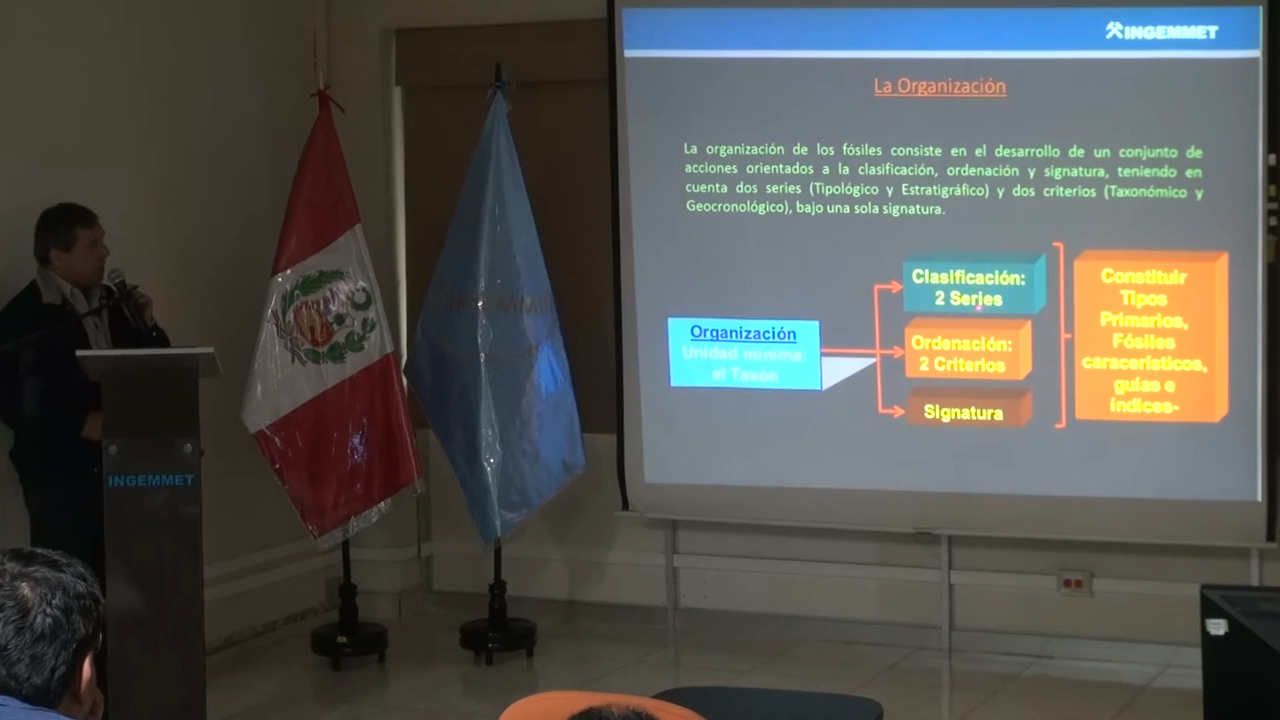 INGEMMET
La Organización
La organización de los fósiles consiste en el desarrollo de un conjunto de
acciones orientados a la clasificación, ordenación y signatura, teniendo en
cuenta dos series (Tipológico y Estratigráfico) y dos criterios (Taxonómico y
Geocronológico), bajo una sola signatura.
Organización
Unidad mínima:
el Taxón
Clasificación:
2 Series
Ordenación:
2 Criterios
Signatura
Constituir
Tipos
Primarios,
Fósiles
caracerísticos,
guías e
índices-
INGEMMET
INGEMMET